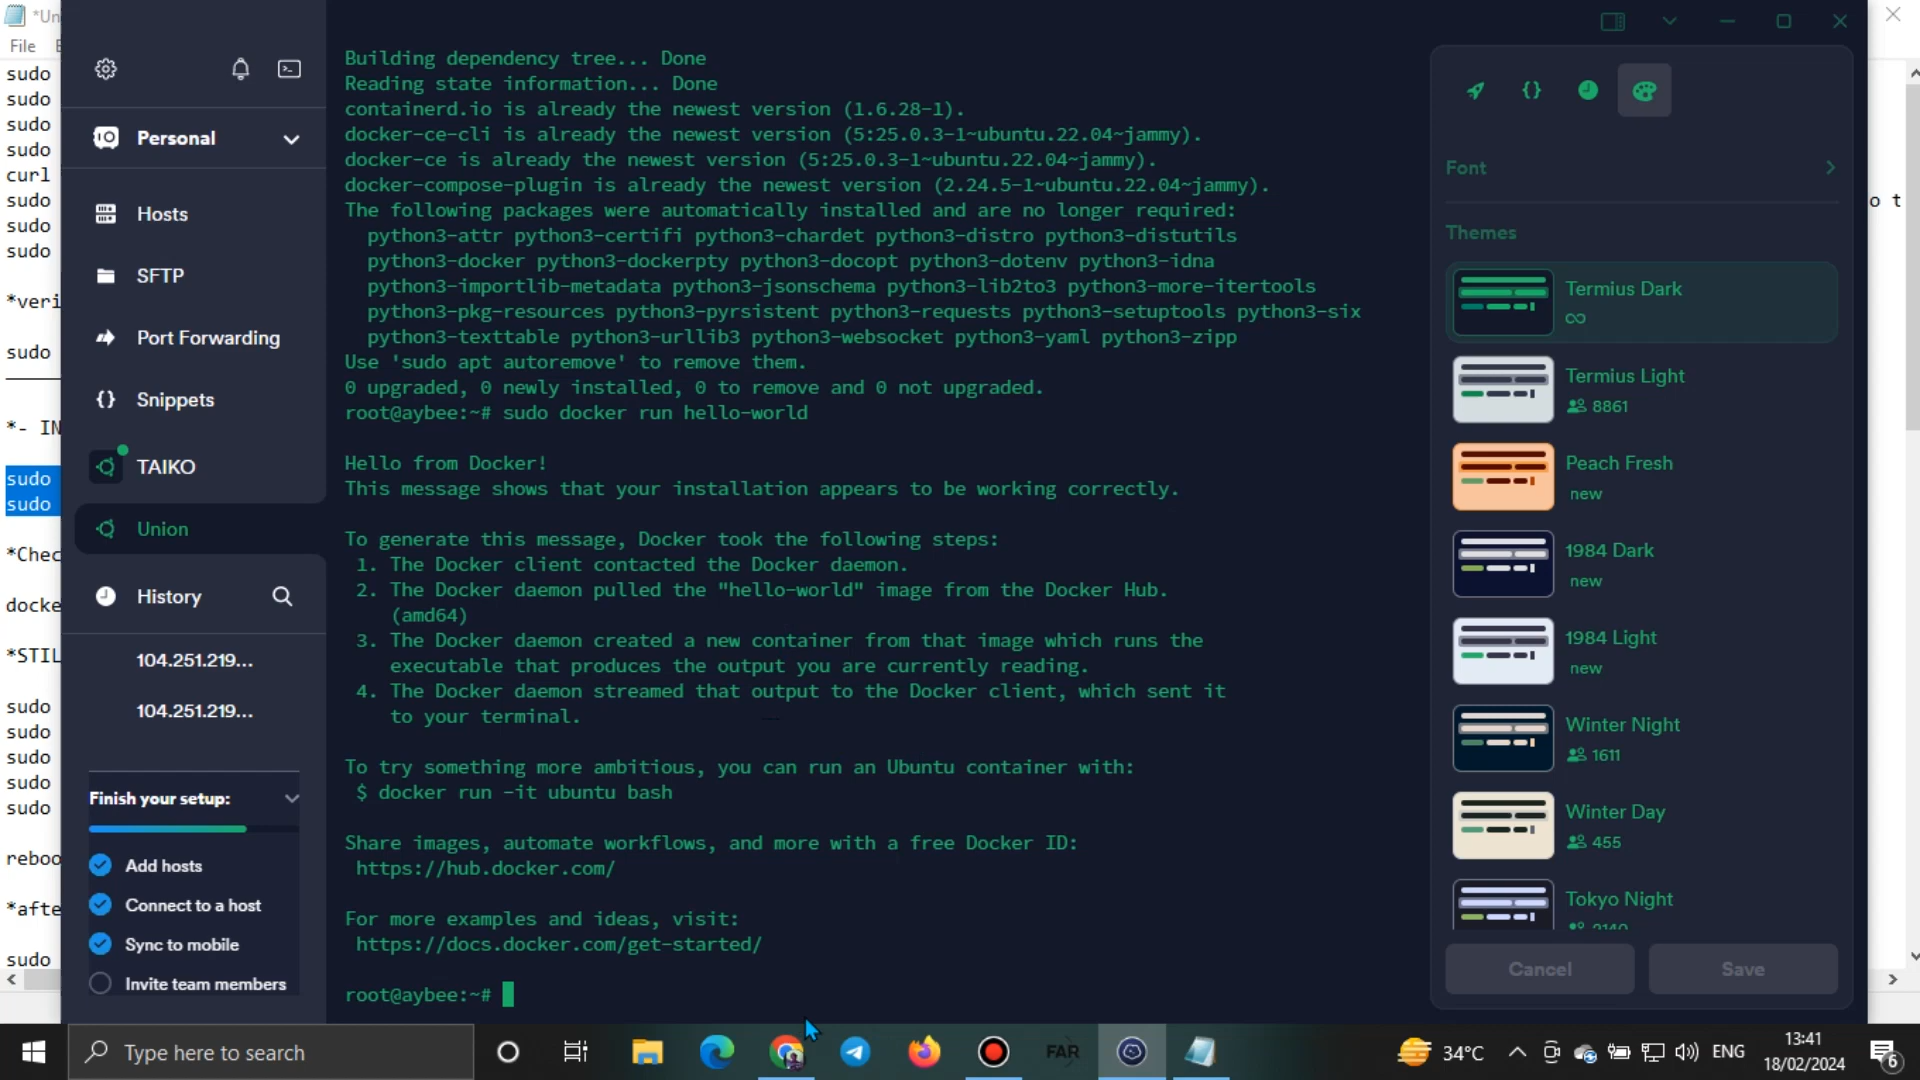 *Un
File
sudo
sudo
sudo
sudo
curl
sudo
sudo
sudo
*veri
sudo
*- IN
sudo
sudo
*Chec
docke
*STIL
sudo
sudo
sudo
sudo
sudo
reboo
*afte
sudo
Personal
Hosts
SFTP
Port Forwarding
Snippets
TAIKO
Union
History
104.251.219...
104.251.219...
Finish your setup:
Add hosts
Connect to a host
Sync to mobile
Invite team members
Building dependency tree... Done
Reading state information... Done
containerd.io is already the newest version (1.6.28-1).
docker-ce-cli is already the newest version (5:25.0.3-1~ubuntu.22.04~jammy).
docker-ce is already the newest version (5:25.0.3-1~ubuntu.22.04~jammy).
docker-compose-plugin is already the newest version (2.24.5-1~ubuntu.22.04~jammy).
The following packages were automatically installed and are no longer required:
python3-attr python3-certifi python3-chardet python3-distro python3-distutils
python3-docker python3-dockerpty python3-docopt python3-dotenv python3-idna
python3-importlib-metadata python3-jsonschema python3-lib2to3 python3-more-itertools
python3-pkg-resources python3-pyrsistent python3-requests python3-setuptools python3-six
python3-texttable python3-urllib3 python3-websocket python3-yaml python3-zipp
Use 'sudo apt autoremove' to remove them.
0 upgraded, 0 newly installed, 0 to remove and 0 not upgraded.
root@aybee:~# sudo docker run hello-world
Hello from Docker!
This message shows that your installation appears to be working correctly.
To generate this message, Docker took the following steps:
1. The Docker client contacted the Docker daemon.
2. The Docker daemon pulled the "hello-world" image from the Docker Hub.
(amd64)
3. The Docker daemon created a new container from that image which runs the
executable that produces the output you are currently reading.
4. The Docker daemon streamed that output to the Docker client, which sent it
to your terminal.
To try something more ambitious, you can run an Ubuntu container with:
$ docker run -it ubuntu bash
Share images, automate workflows, and more with a free Docker ID:
https://hub.docker.com/
For more examples and ideas, visit:
https://docs.docker.com/get-started/
root@aybee:~#
Font
Themes
Termius Dark
∞
Termius Light
8861
Peach Fresh
new
1984 Dark
new
1984 Light
new
Winter Night
1611
Winter Day
455
Tokyo Night
2140
Cancel
Save
o t
Type here to search
FAR
34°C
ENG
13:41
18/02/2024
6